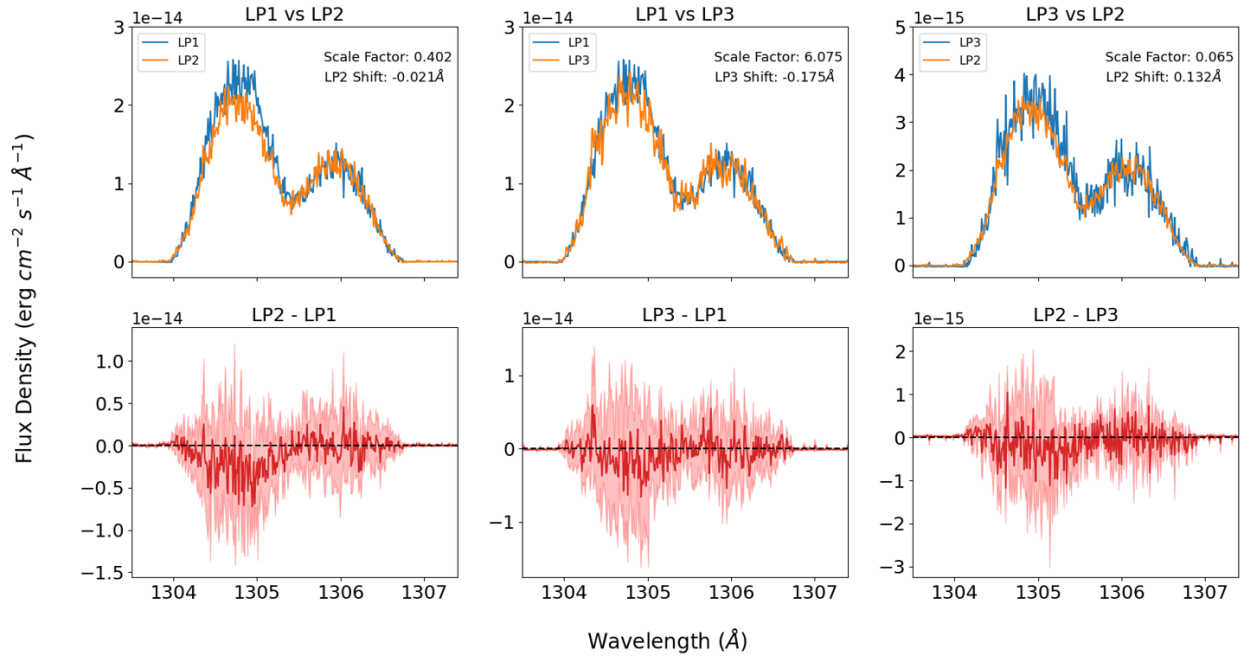 LP1 vs LP2
LP1 vs LP3
LP3 vs LP2
1e−14
1e−14
1e−15
LP1
LP2
Scale Factor: 0.402
LP2 Shift: -0.021Å
LP1
LP3
Scale Factor: 6.075
LP3 Shift: -0.175Å
LP3
LP2
Scale Factor: 0.065
LP2 Shift: 0.132Å
3
2
1
0
3
2
1
0
5
4
3
2
1
0
Flux Density (erg cm⁻² s⁻¹ Å⁻¹)
LP2 - LP1
LP3 - LP1
LP2 - LP3
1e−14
1e−14
1e−15
1.0
0.5
0.0
−0.5
−1.0
−1.5
1
0
−1
2
1
0
−1
−2
−3
1304 1305 1306 1307
1304 1305 1306 1307
1304 1305 1306 1307
Wavelength (Å)